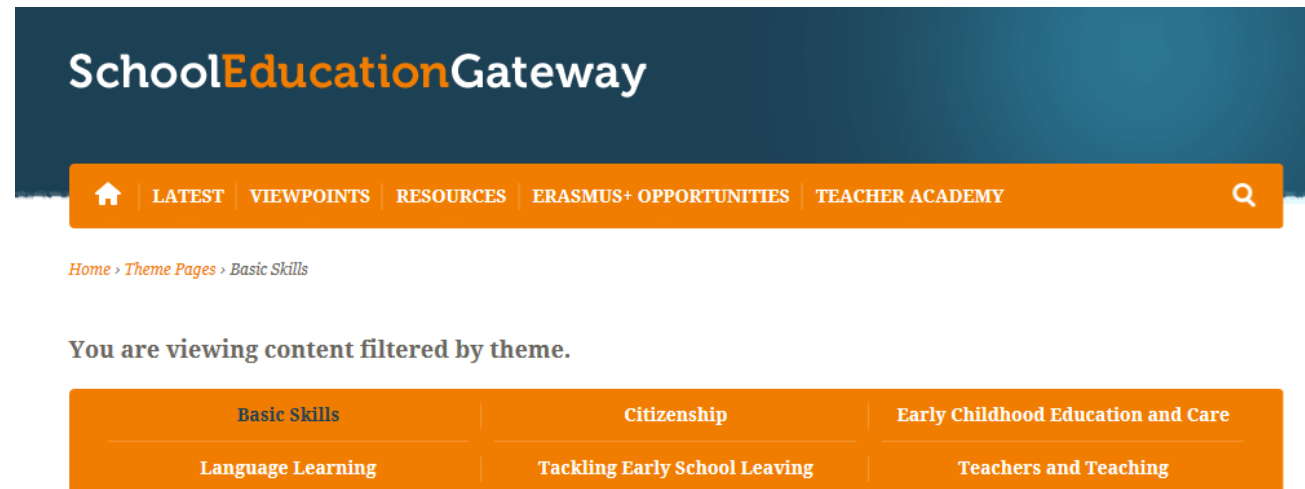 SchoolEducationGateway
LATEST VIEWPOINTS RESOURCES ERASMUS+ OPPORTUNITIES TEACHER ACADEMY
Home › Theme Pages › Basic Skills
You are viewing content filtered by theme.
Basic Skills Citizenship Early Childhood Education and Care
Language Learning Tackling Early School Leaving Teachers and Teaching